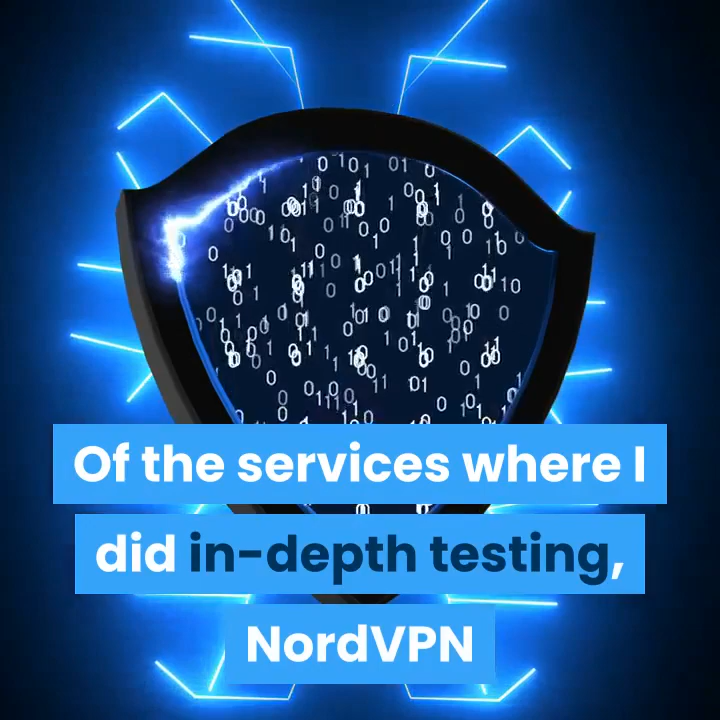 Of the services where I
did in-depth testing,
NordVPN